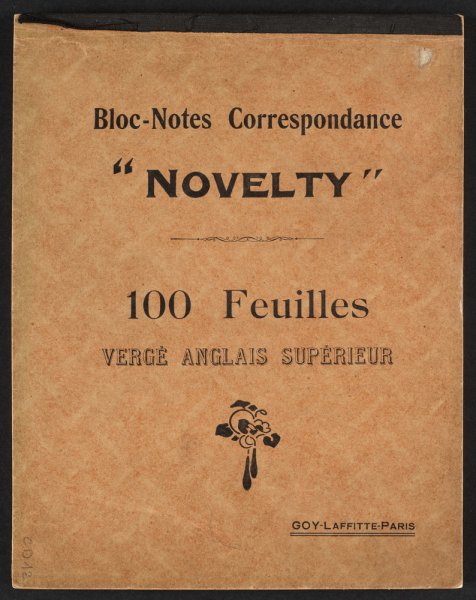 Bloc-Notes Correspondance
"NOVELTY"
100 Feuilles
VERGÉ ANGLAIS SUPÉRIEUR
GOY-LAFFITTE-PARIS